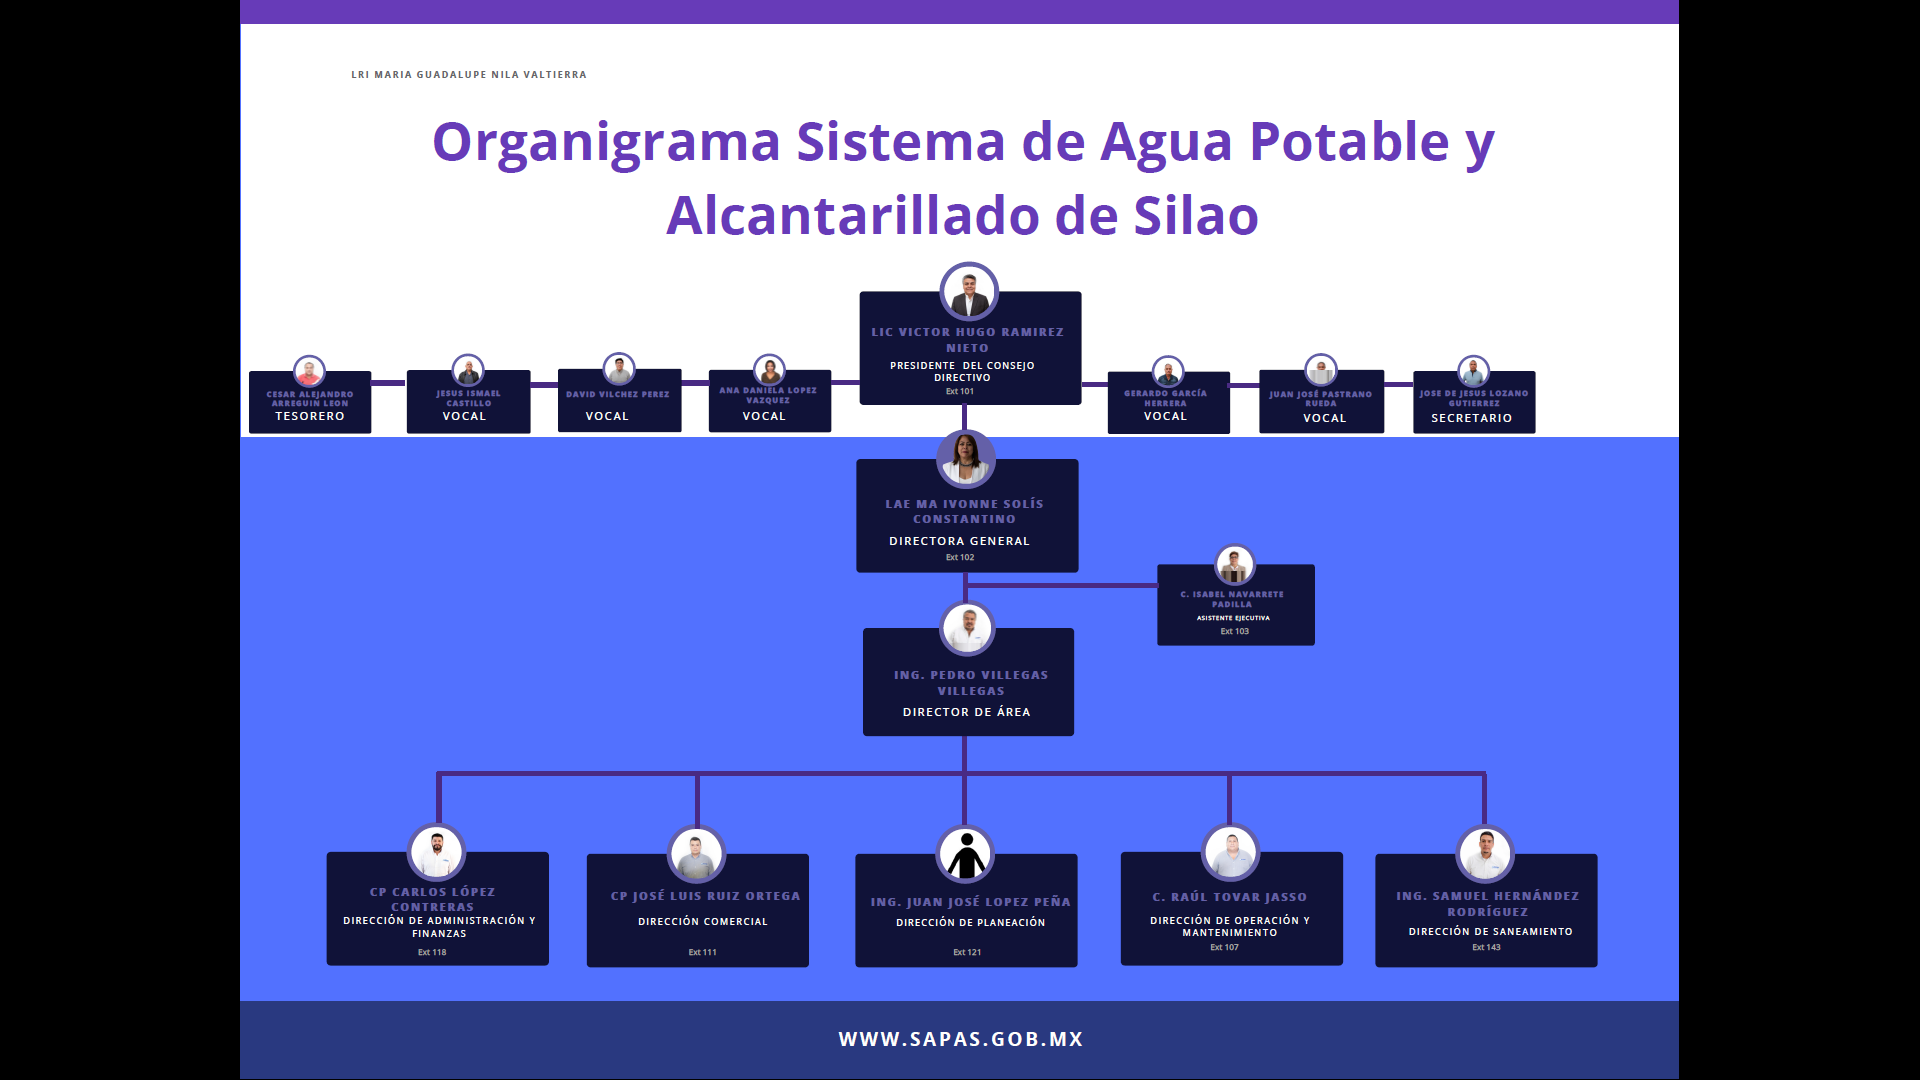 LRI MARIA GUADALUPE NILA VALTIERRA
Organigrama Sistema de Agua Potable y
Alcantarillado de Silao
LIC VICTOR HUGO RAMIREZ
NIETO
PRESIDENTE DEL CONSEJO
DIRECTIVO
Ext 101
CESAR ALEJANDRO
ARREGUIN LEON
TESORERO
JESUS ISMAEL
CASTILLO
VOCAL
DAVID VILCHEZ PEREZ
VOCAL
ANA DANIELA LOPEZ
VAZQUEZ
VOCAL
GERARDO GARCÍA
HERRERA
VOCAL
JUAN JOSÉ PASTRANO
RUEDA
VOCAL
JOSE DE JESUS LOZANO
GUTIERREZ
SECRETARIO
LAE MA IVONNE SOLÍS
CONSTANTINO
DIRECTORA GENERAL
Ext 102
C. ISABEL NAVARRETE
PADILLA
ASISTENTE EJECUTIVA
Ext 103
ING. PEDRO VILLEGAS
VILLEGAS
DIRECTOR DE ÁREA
CP CARLOS LÓPEZ
CONTRERAS
DIRECCIÓN DE ADMINISTRACIÓN Y
FINANZAS
Ext 118
CP JOSÉ LUIS RUIZ ORTEGA
DIRECCIÓN COMERCIAL
Ext 111
ING. JUAN JOSÉ LOPEZ PEÑA
DIRECCIÓN DE PLANEACIÓN
Ext 121
C. RAÚL TOVAR JASSO
DIRECCIÓN DE OPERACIÓN Y
MANTENIMIENTO
Ext 107
ING. SAMUEL HERNÁNDEZ
RODRÍGUEZ
DIRECCIÓN DE SANEAMIENTO
Ext 143
WWW.SAPAS.GOB.MX